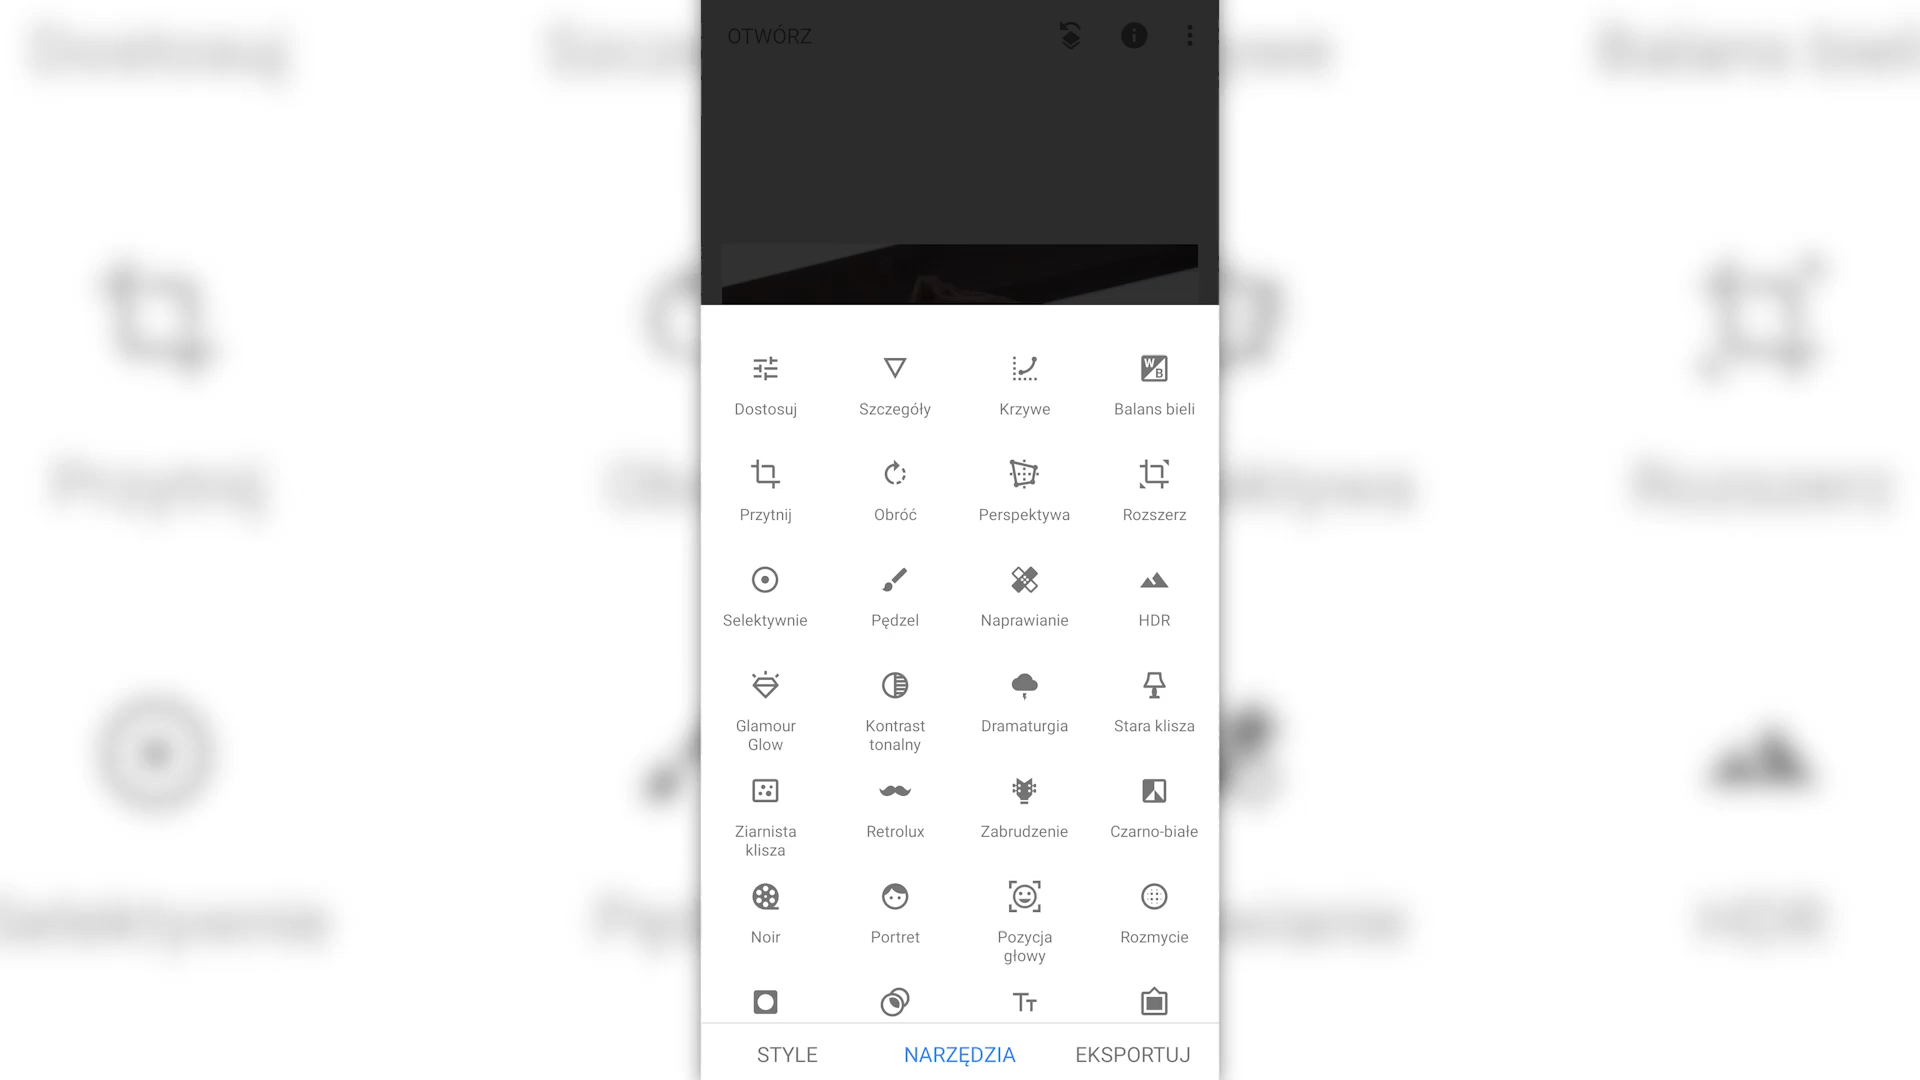 OTWÓRZ
Dostosuj
Szczegóły
Krzywe
Balans bieli
Przytnij
Obróć
Perspektywa
Rozszerz
Selektywnie
Pędzel
Naprawianie
HDR
Glamour
Glow
Kontrast
tonalny
Dramaturgia
Stara klisza
Ziarnista
klisza
Retrolux
Zabrudzenie
Czarno-białe
Noir
Portret
Pozycja
głowy
Rozmycie
STYLE
NARZĘDZIA
EKSPORTUJ